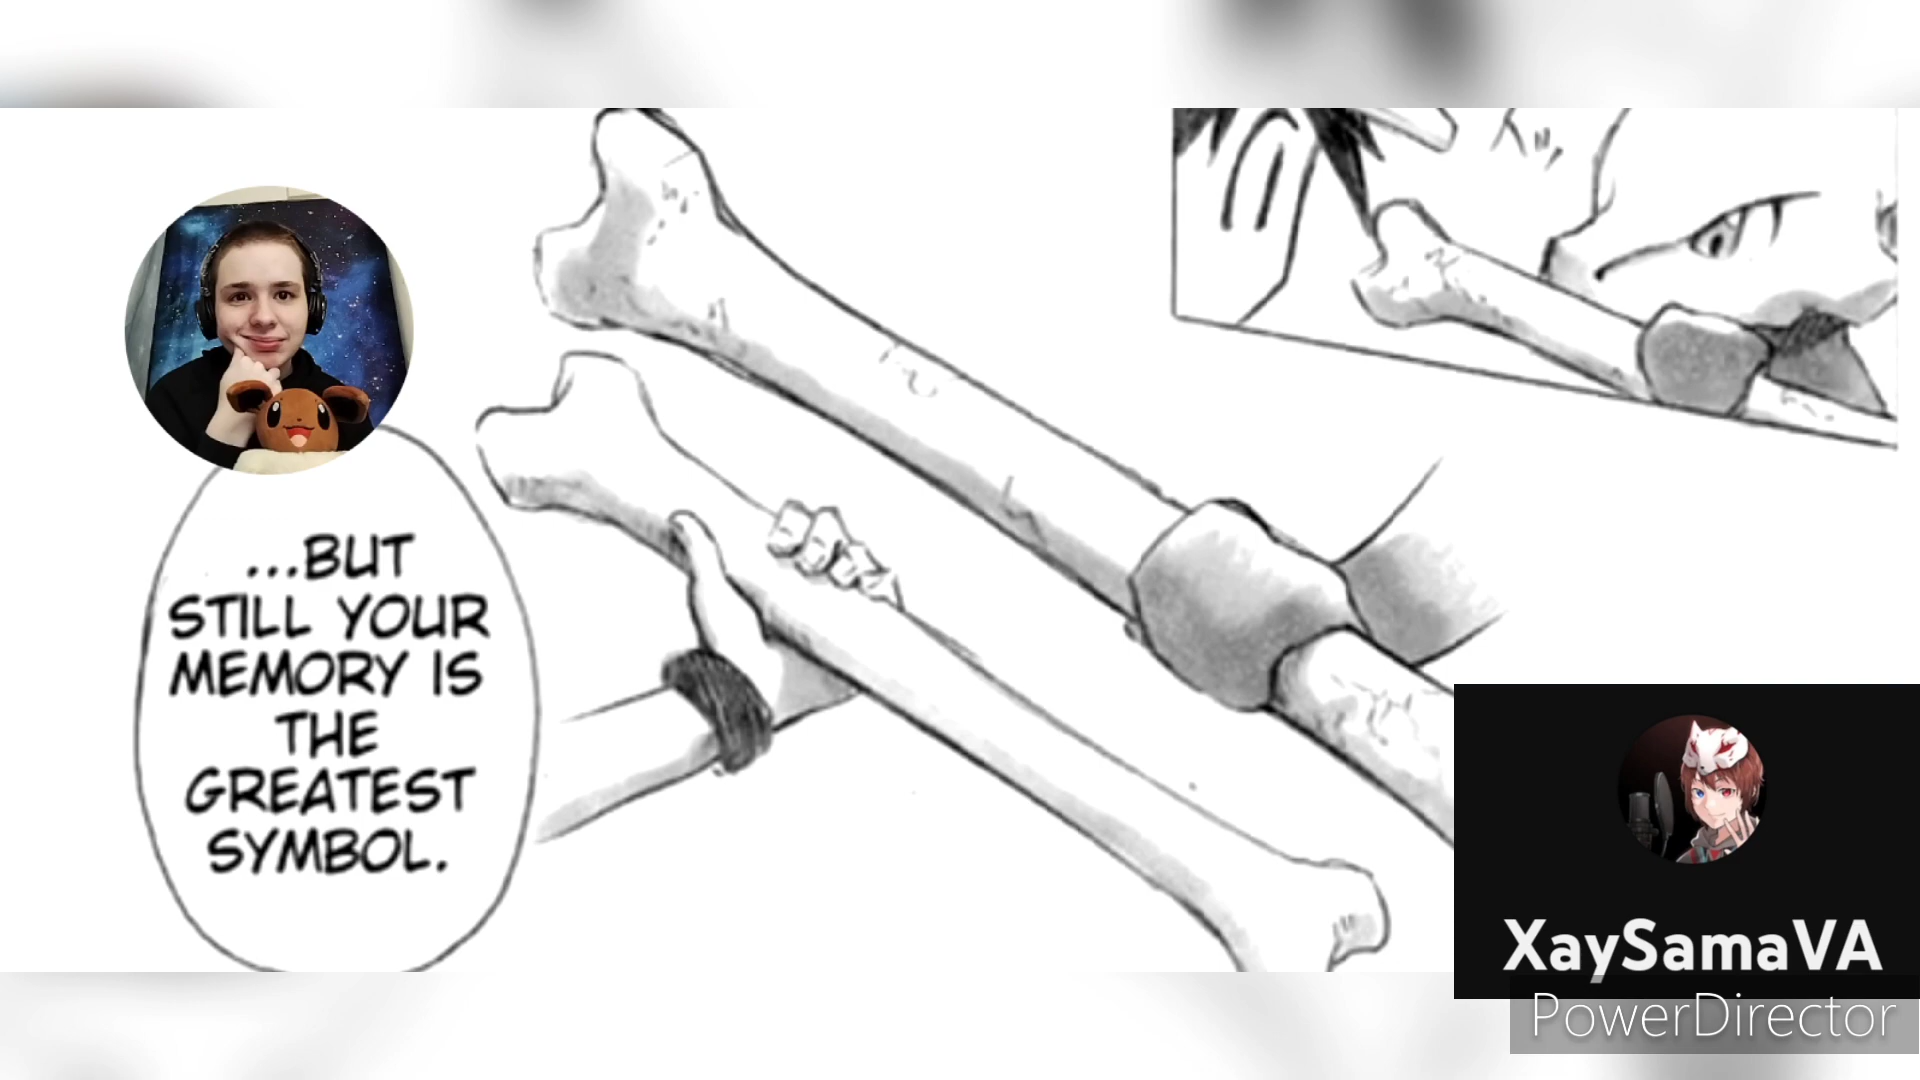 ...BUT
STILL YOUR
MEMORY IS
THE
GREATEST
SYMBOL.
XaySamaVA
PowerDirector